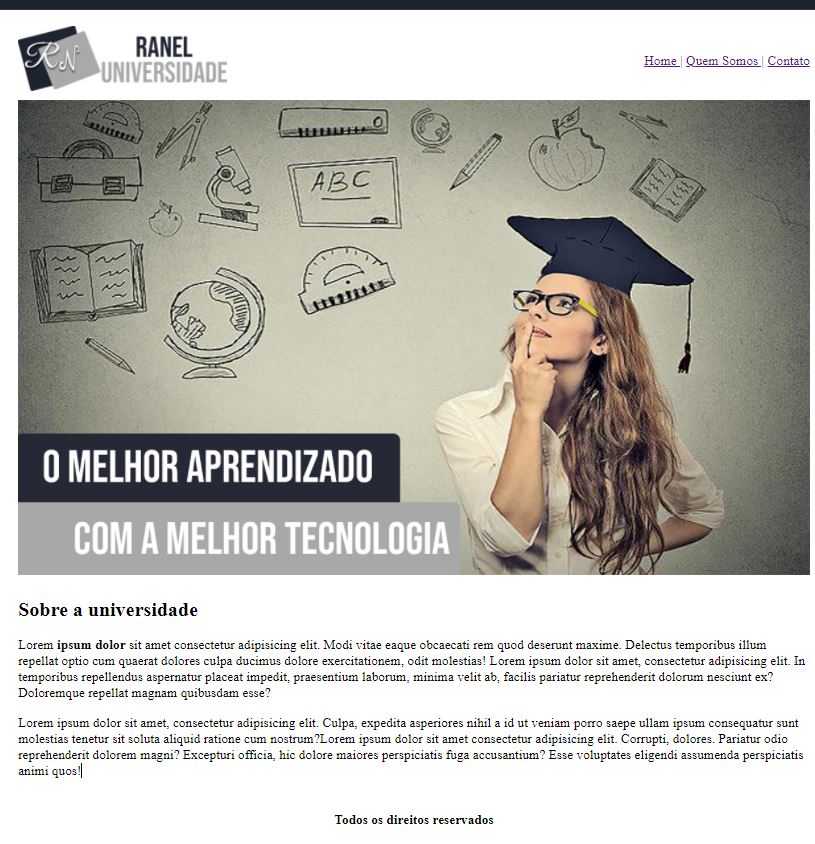 RN
RANEL
UNIVERSIDADE
Home | Quem Somos | Contato
ABC
O MELHOR APRENDIZADO
COM A MELHOR TECNOLOGIA
Sobre a universidade
Lorem ipsum dolor sit amet consectetur adipisicing elit. Modi vitae eaque obcaecati rem quod deserunt maxime. Delectus temporibus illum
repellat optio cum quaerat dolores culpa ducimus dolore exercitationem, odit molestias! Lorem ipsum dolor sit amet, consectetur adipisicing elit. In
temporibus repellendus aspernatur placeat impedit, praesentium laborum, minima velit ab, facilis pariatur reprehenderit dolorum nesciunt ex?
Doloremque repellat magnam quibusdam esse?
Lorem ipsum dolor sit amet, consectetur adipisicing elit. Culpa, expedita asperiores nihil a id ut veniam porro saepe ullam ipsum consequatur sunt
molestias tenetur sit soluta aliquid ratione cum nostrum?Lorem ipsum dolor sit amet consectetur adipisicing elit. Corrupti, dolores. Pariatur odio
reprehenderit dolorem magni? Excepturi officia, hic dolore maiores perspiciatis fuga accusantium? Esse voluptates eligendi assumenda perspiciatis
animi quos!
Todos os direitos reservados